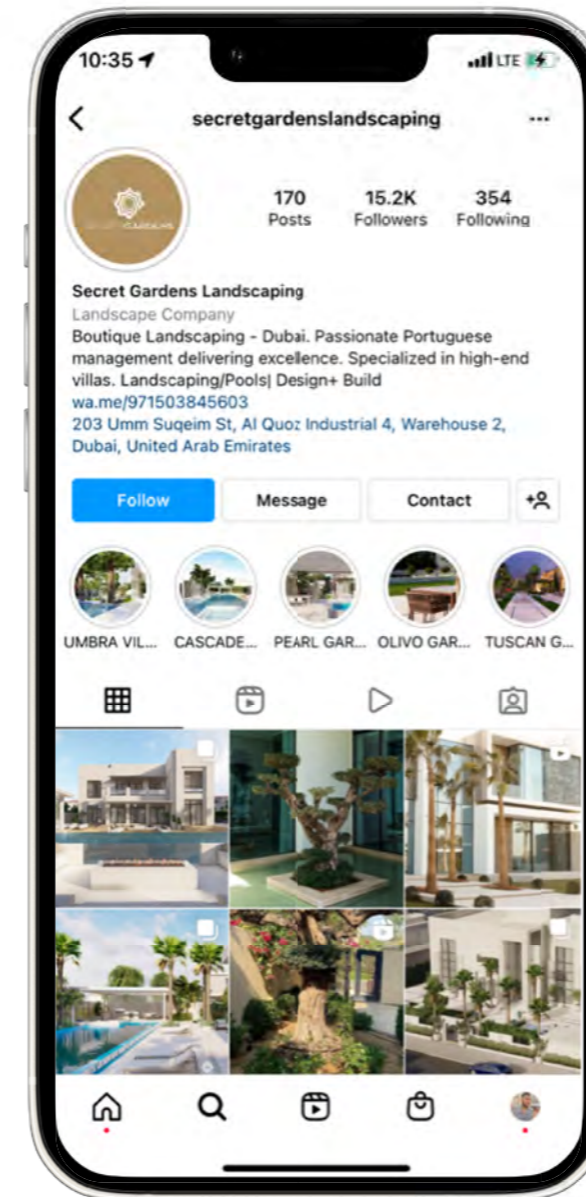 10:35
LTE
secretgardenslandscaping
170
15.2K
354
Posts
Followers
Following
GARDENS
Secret Gardens Landscaping
Landscape Company
Boutique Landscaping - Dubai. Passionate Portuguese
management delivering excellence. Specialized in high-end
villas. Landscaping/Pools| Design+ Build
wa.me/971503845603
203 Umm Suqeim St, Al Quoz Industrial 4, Warehouse 2,
Dubai, United Arab Emirates
Follow
Message
Contact
UMBRA VIL...
CASCADE...
PEARL GAR...
OLIVO GAR...
TUSCAN G...